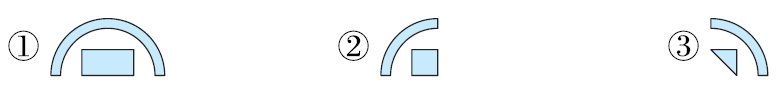 ① ② ③